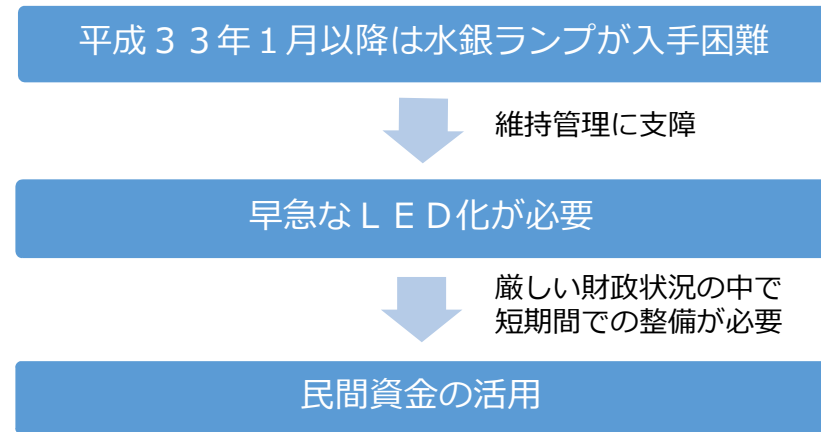 平成３３年１月以降は水銀ランプが入手困難
維持管理に支障
早急なＬＥＤ化が必要
厳しい財政状況の中で
短期間での整備が必要
民間資金の活用